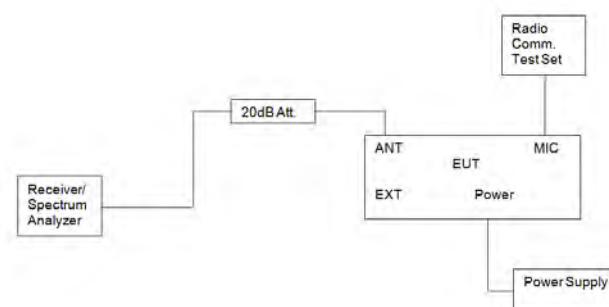 Radio
Comm.
Test Set
20dB Att.
ANT
MIC
EUT
EXT
Power
Receiver/
Spectrum
Analyzer
Power Supply